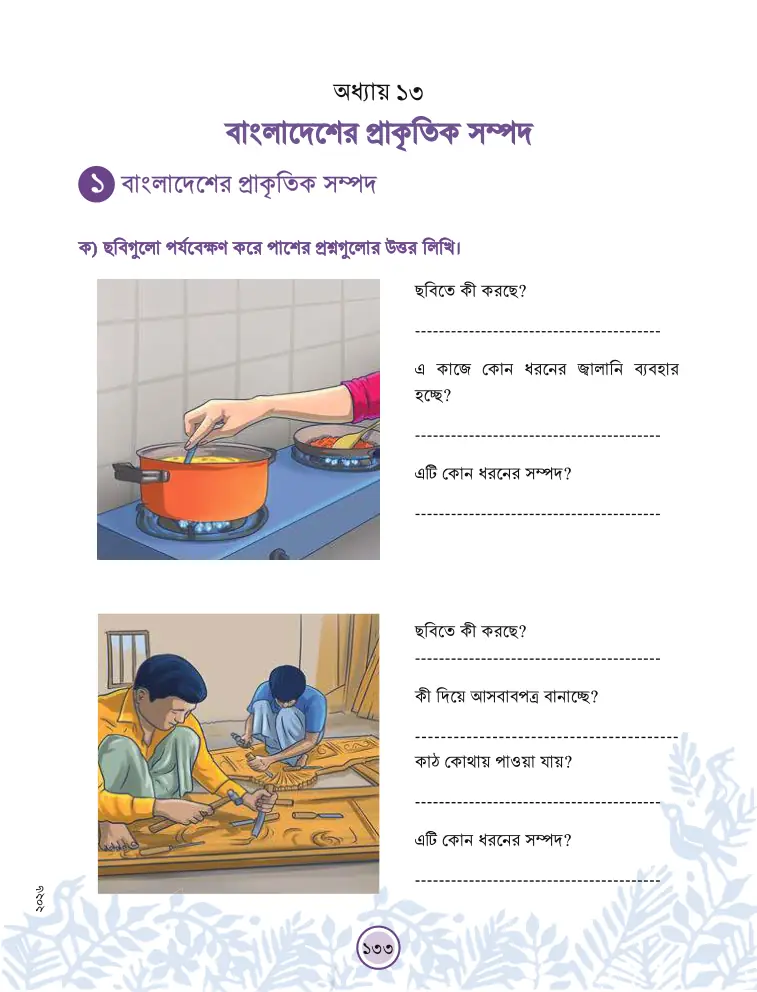 অধ্যায় ১৩
বাংলাদেশের প্রাকৃতিক সম্পদ
১ বাংলাদেশের প্রাকৃতিক সম্পদ
ক) ছবিগুলো পর্যবেক্ষণ করে পাশের প্রশ্নগুলোর উত্তর লিখি।
ছবিতে কী করছে?
-----------------------------------------
এ কাজে কোন ধরনের জ্বালানি ব্যবহার
হচ্ছে?
-----------------------------------------
এটি কোন ধরনের সম্পদ?
-----------------------------------------
ছবিতে কী করছে?
-----------------------------------------
কী দিয়ে আসবাবপত্র বানাচ্ছে?
--------------------------------------------
কাঠ কোথায় পাওয়া যায়?
-----------------------------------------
এটি কোন ধরনের সম্পদ?
-----------------------------------------
২০২৬
১৩৩